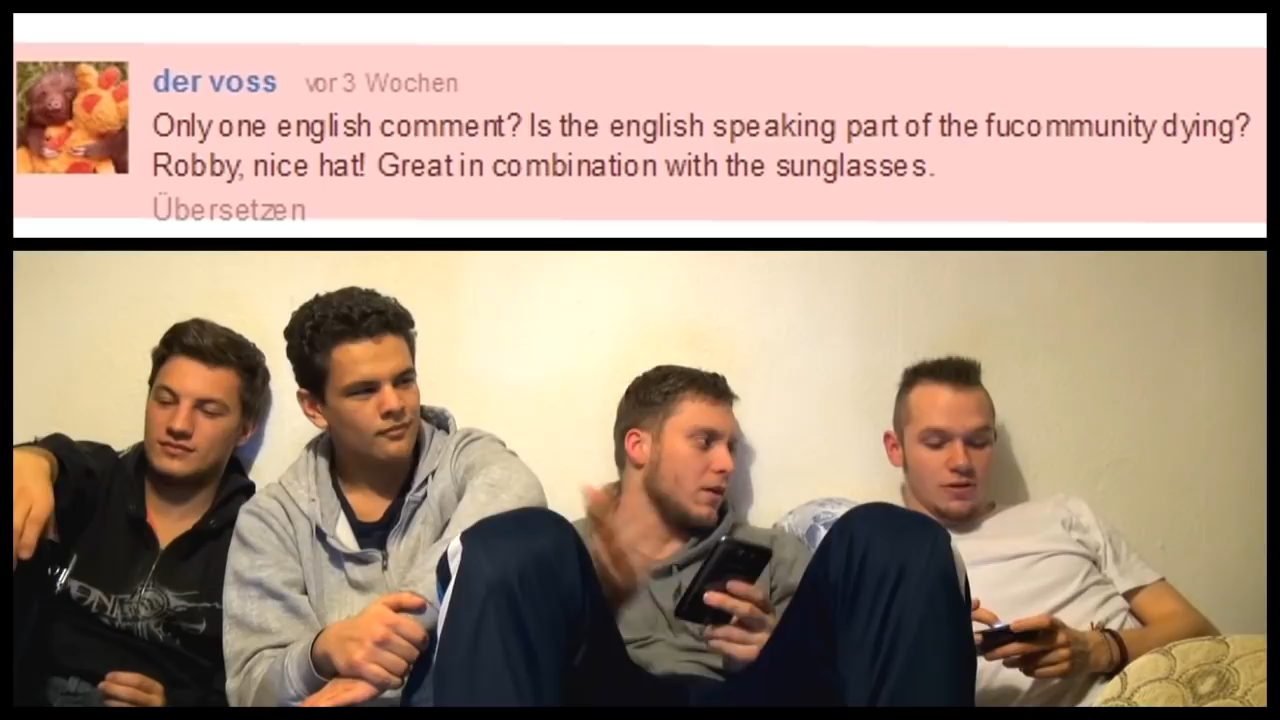 der voss vor 3 Wochen
Only one english comment? Is the english speaking part of the fucommunity dying?
Robby, nice hat! Great in combination with the sunglasses.
Übersetzen